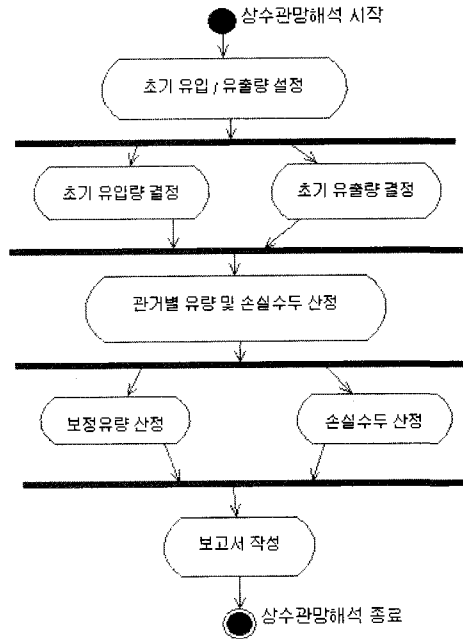 상수관망해석 시작
초기 유입 / 유출량 설정
초기 유입량 결정
초기 유출량 결정
관거별 유량 및 손실수두 산정
보정유량 산정
손실수두 산정
보고서 작성
상수관망해석 종료